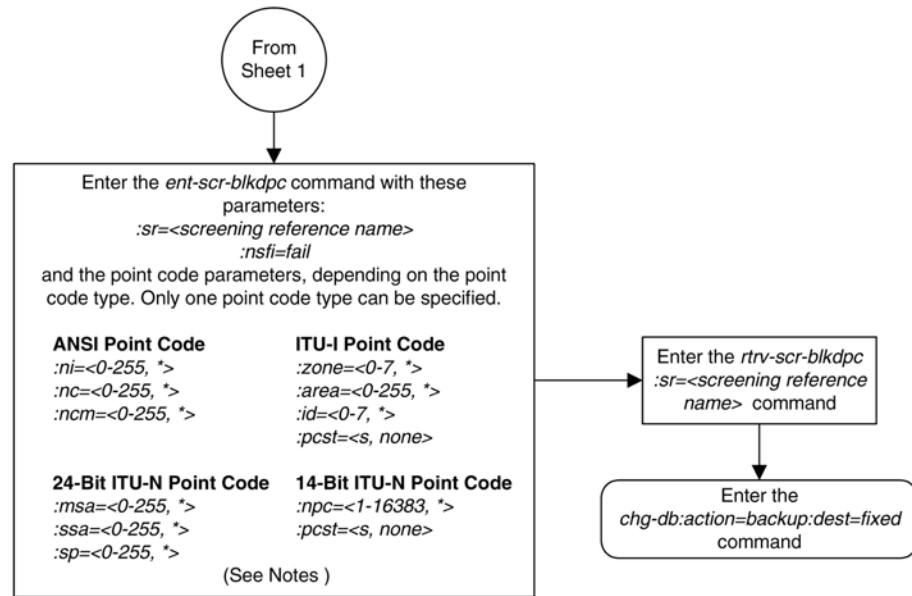 From
Sheet 1
Enter the ent-scr-blkdpc command with these
parameters:
:sr=<screening reference name>
:nsfi=fail
and the point code parameters, depending on the point
code type. Only one point code type can be specified.
ANSI Point Code
:ni=<0-255, *>
:nc=<0-255, *>
:ncm=<0-255, *>
ITU-I Point Code
:zone=<0-7, *>
:area=<0-255, *>
:id=<0-7, *>
:pcst=<s, none>
24-Bit ITU-N Point Code
:msa=<0-255, *>
:ssa=<0-255, *>
:sp=<0-255, *>
14-Bit ITU-N Point Code
:npc=<1-16383, *>
:pcst=<s, none>
(See Notes )
Enter the rtrv-scr-blkdpc
:sr=<screening reference
name> command
Enter the
chg-db:action=backup:dest=fixed
command